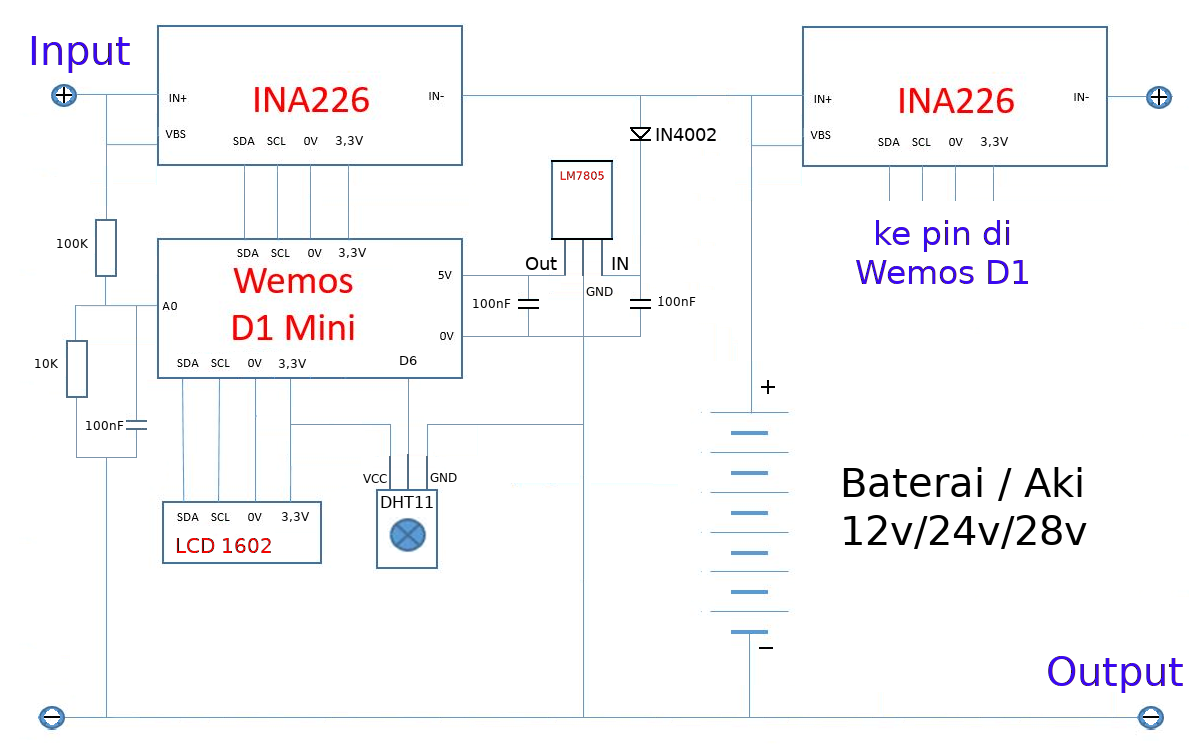 Input
INA226
IN+
IN-
VBS
SDA SCL 0V 3,3V
INA226
IN+
IN-
VBS
SDA SCL 0V 3,3V
IN4002
LM7805
Out
IN
GND
ke pin di
Wemos D1
100K
SDA SCL 0V 3,3V
Wemos
D1 Mini
5V
A0
0V
D6
SDA SCL 0V 3,3V
100nF
100nF
10K
100nF
+
VCC
GND
DHT11
SDA SCL 0V 3,3V
LCD 1602
Baterai / Aki
12v/24v/28v
−
Output